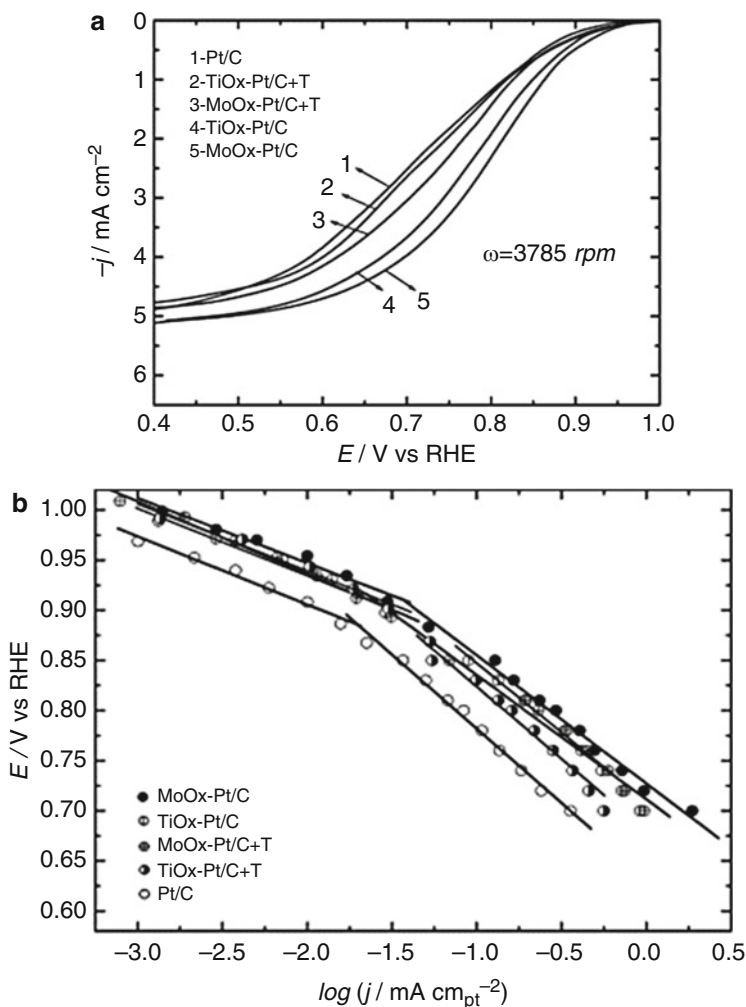 a
1-Pt/C
2-TiOx-Pt/C+T
3-MoOx-Pt/C+T
4-TiOx-Pt/C
5-MoOx-Pt/C
1
2
3
4
5
ω=3785 rpm
0
1
2
3
4
5
6
–j / mA cm–2
0.4 0.5 0.6 0.7 0.8 0.9 1.0
E / V vs RHE
b
1.00
0.95
0.90
0.85
0.80
0.75
0.70
0.65
0.60
E / V vs RHE
MoOx-Pt/C
TiOx-Pt/C
MoOx-Pt/C+T
TiOx-Pt/C+T
Pt/C
–3.0 –2.5 –2.0 –1.5 –1.0 –0.5 0.0 0.5
log (j / mA cmpt–2)